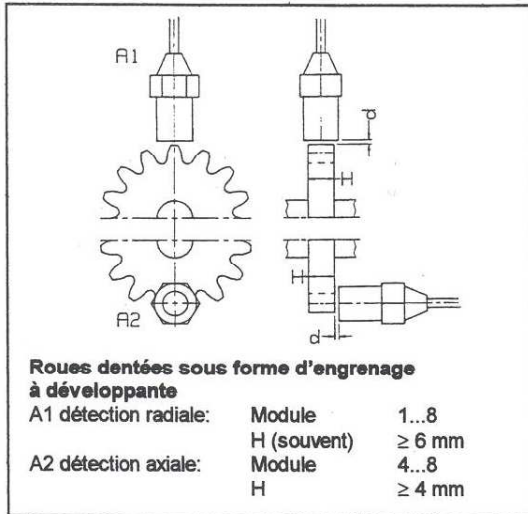 A1
d
H
H
A2
d
Roues dentées sous forme d'engrenage
à développante
A1 détection radiale: Module 1...8
H (souvent) ≥ 6 mm
A2 détection axiale: Module 4...8
H ≥ 4 mm